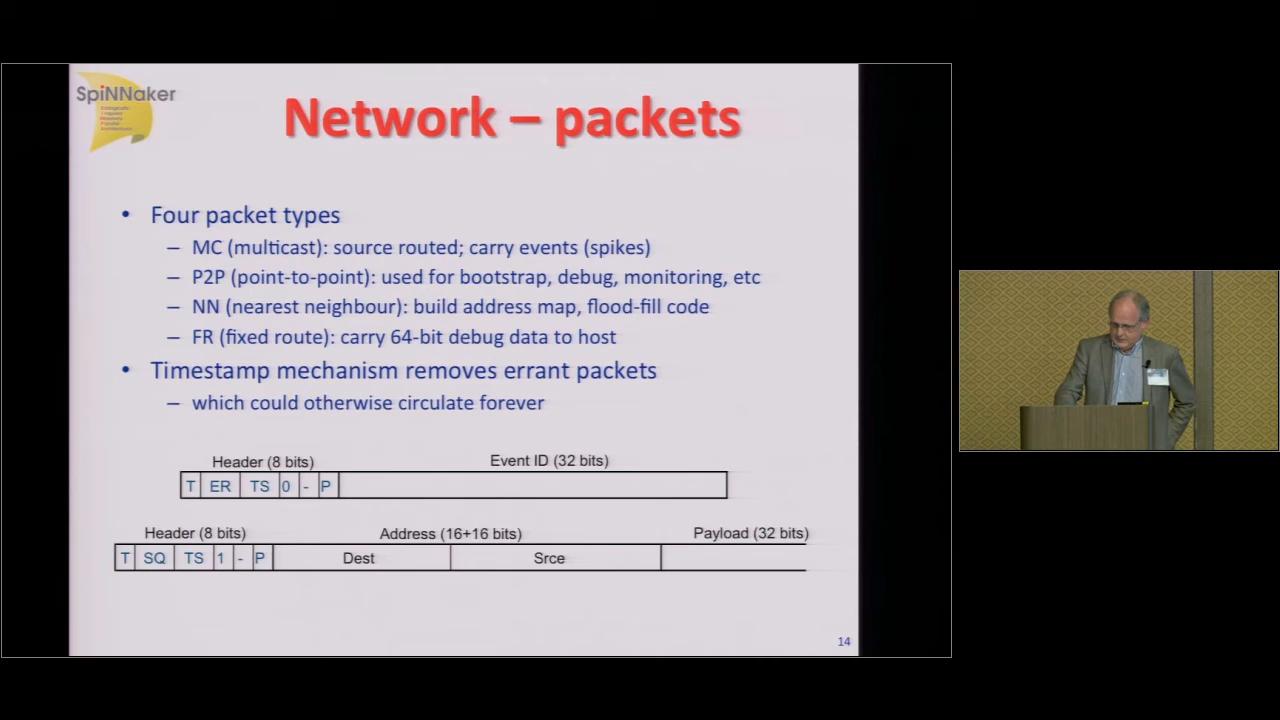 SpiNNaker
Network – packets
• Four packet types
– MC (multicast): source routed; carry events (spikes)
– P2P (point-to-point): used for bootstrap, debug, monitoring, etc
– NN (nearest neighbour): build address map, flood-fill code
– FR (fixed route): carry 64-bit debug data to host
• Timestamp mechanism removes errant packets
– which could otherwise circulate forever
Header (8 bits) Event ID (32 bits)
T ER TS 0 - P
Header (8 bits) Address (16+16 bits) Payload (32 bits)
T SQ TS 1 - P Dest Srce
14